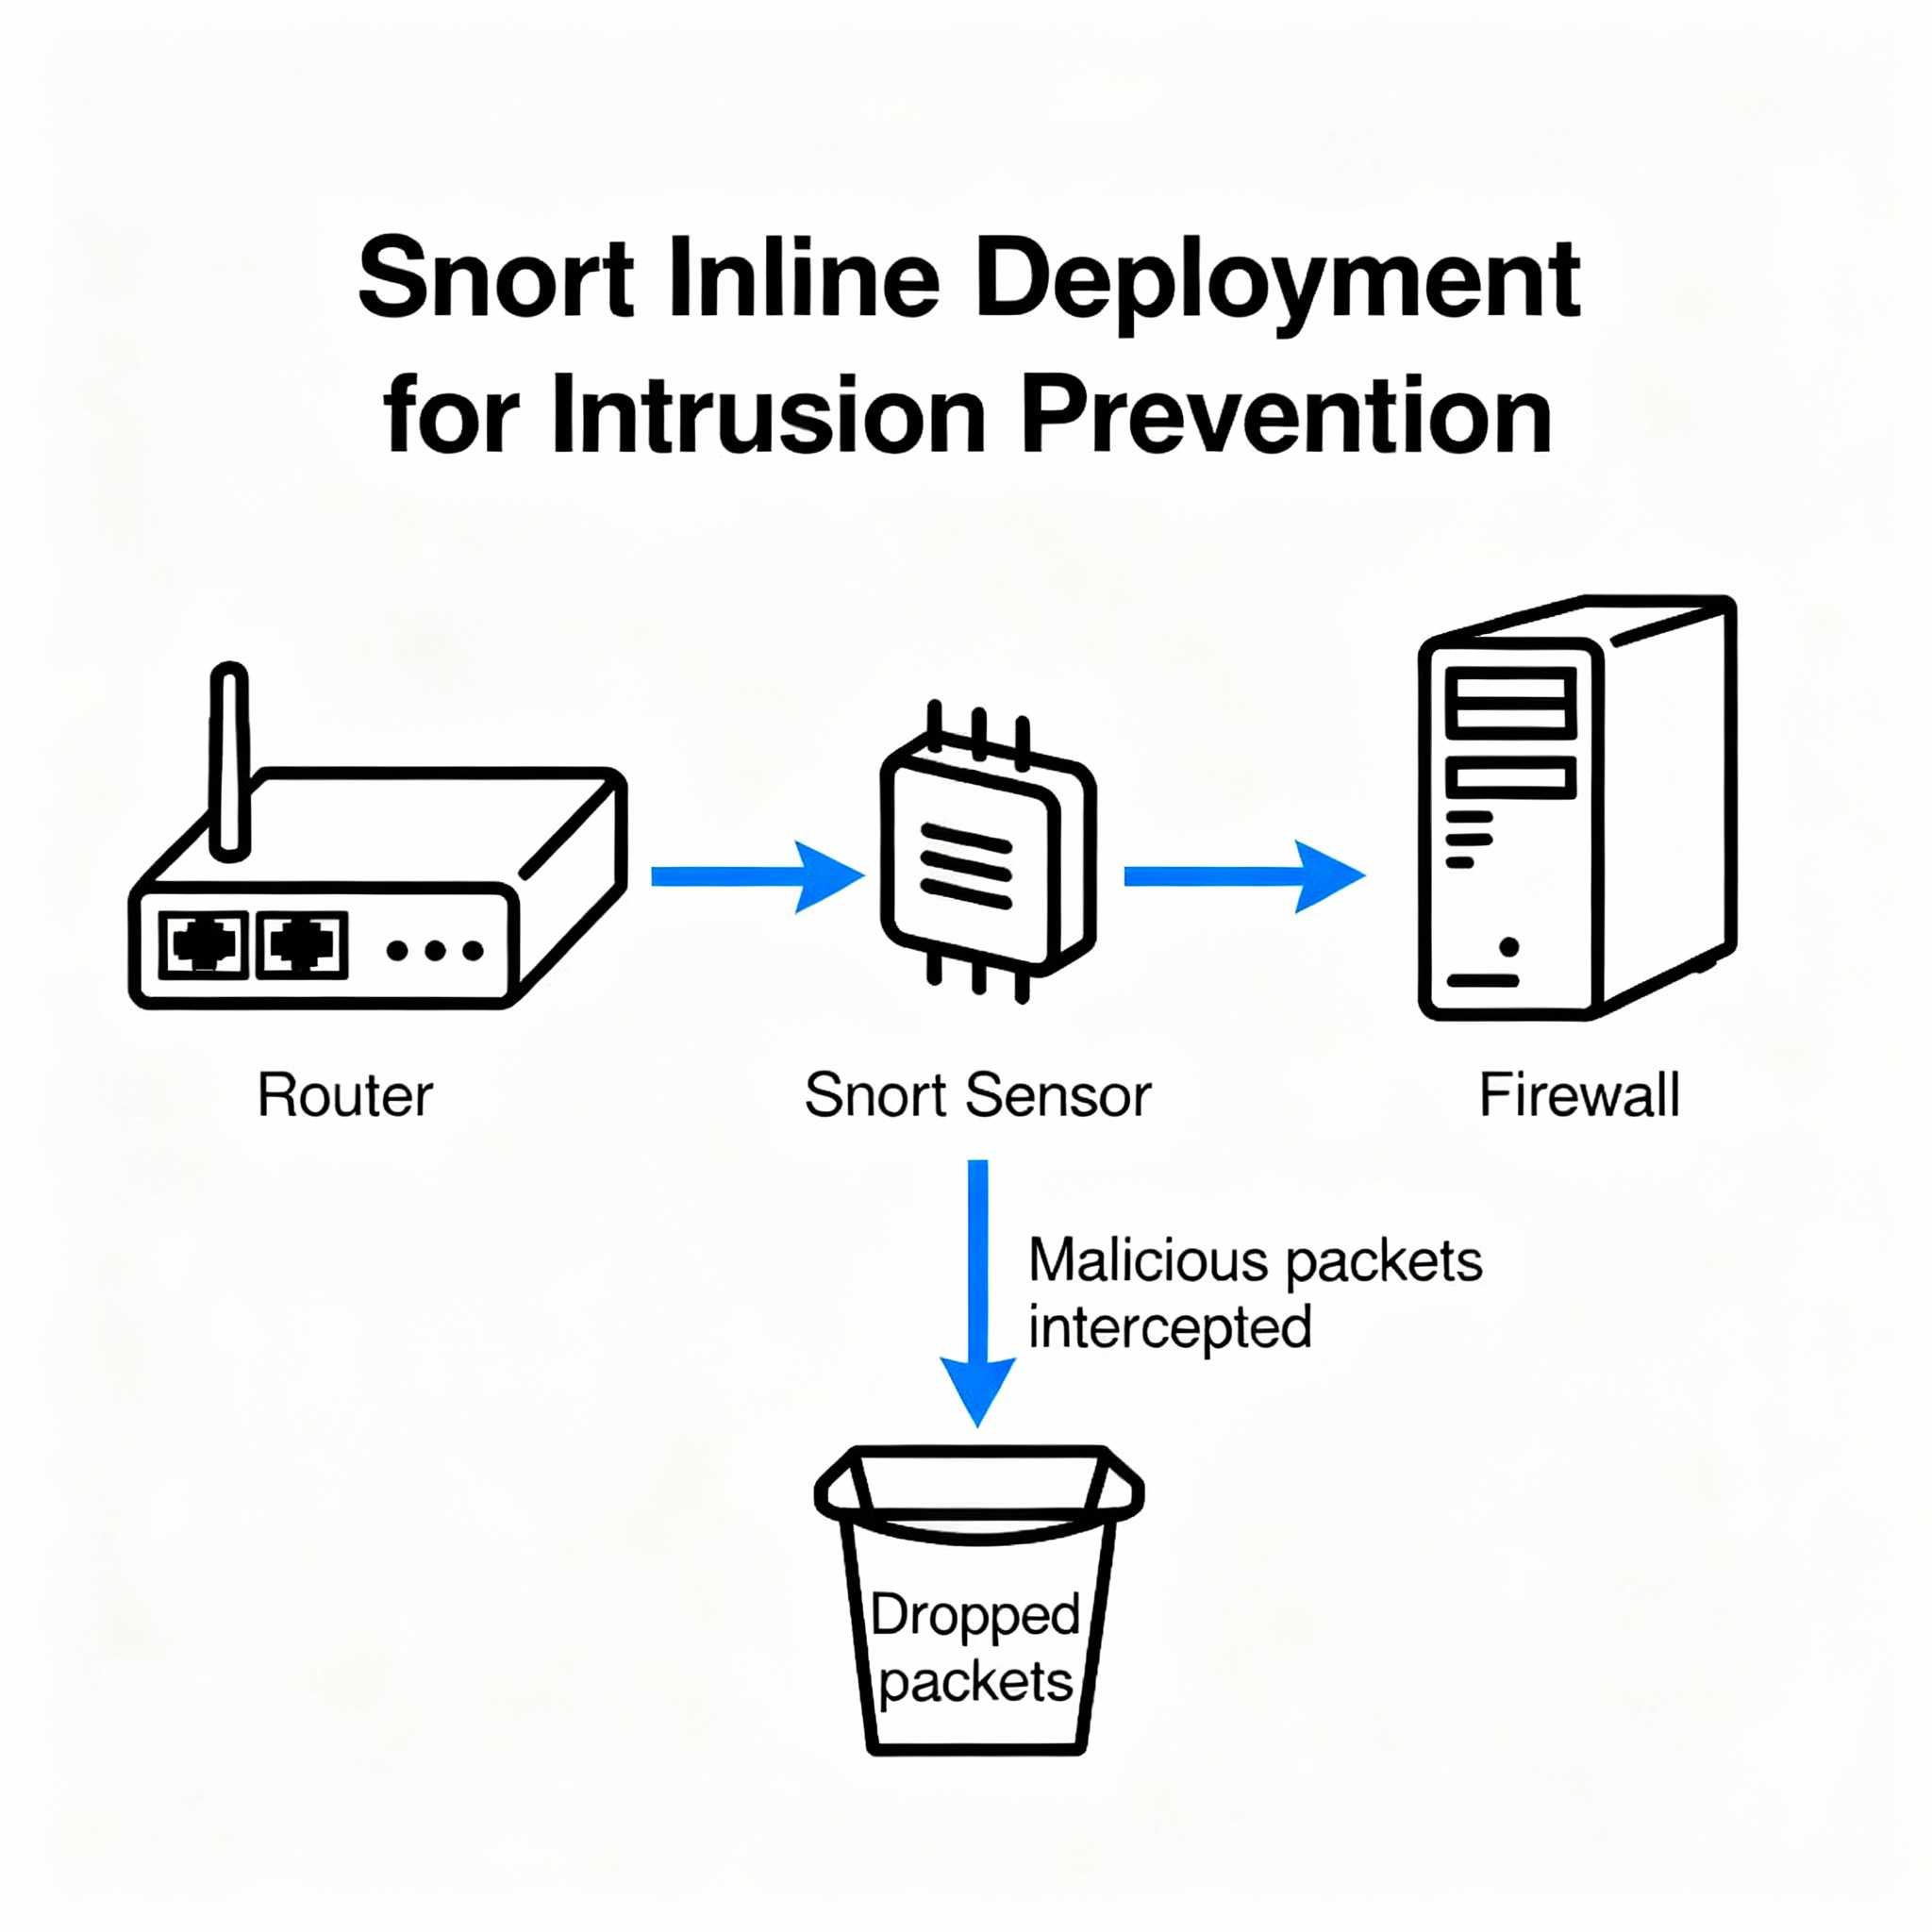 Snort Inline Deployment
for Intrusion Prevention
Router
Snort Sensor
Firewall
Malicious packets
intercepted
Dropped
packets